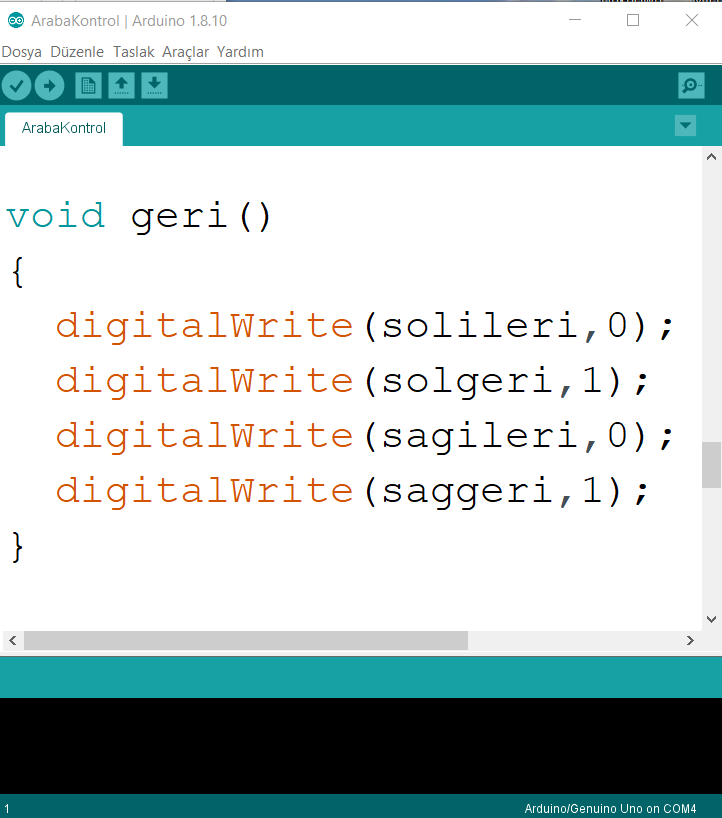 ArabaKontrol | Arduino 1.8.10
Dosya Düzenle Taslak Araçlar Yardım
ArabaKontrol
void geri()
{
digitalWrite(solileri,0);
digitalWrite(solgeri,1);
digitalWrite(sagileri,0);
digitalWrite(saggeri,1);
}
1 Arduino/Genuino Uno on COM4